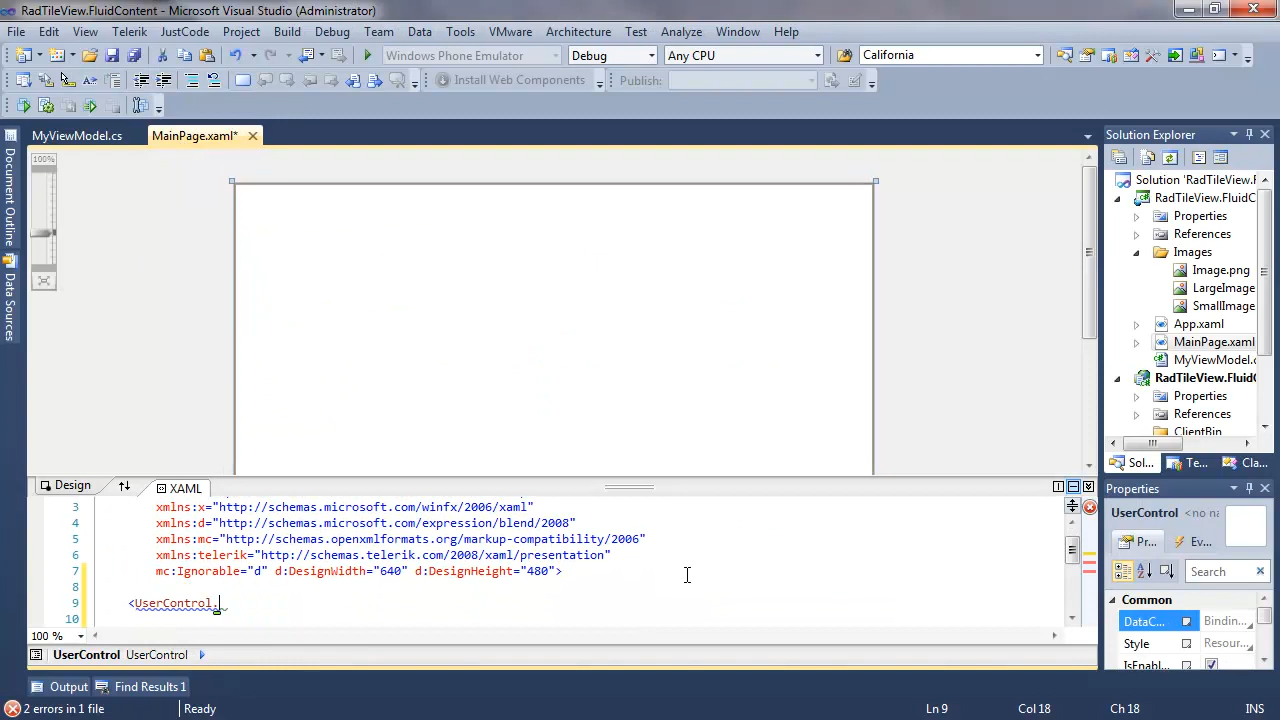 RadTileView.FluidContent - Microsoft Visual Studio (Administrator)
File Edit View Telerik JustCode Project Build Debug Team Data Tools VMware Architecture Test Analyze Window Help
Windows Phone Emulator Debug Any CPU California
Install Web Components Publish:
MyViewModel.cs MainPage.xaml*
Document Outline
Data Sources
100%
Solution Explorer
Solution 'RadTileView.F
RadTileView.FluidC
Properties
References
Images
Image.png
LargeImage
SmallImage
App.xaml
MainPage.xaml
MyViewModel.c
RadTileView.FluidC
Properties
References
ClientBin
Sol... Te... Cla...
Design XAML
3 xmlns:x="http://schemas.microsoft.com/winfx/2006/xaml"
4 xmlns:d="http://schemas.microsoft.com/expression/blend/2008"
5 xmlns:mc="http://schemas.openxmlformats.org/markup-compatibility/2006"
6 xmlns:telerik="http://schemas.telerik.com/2008/xaml/presentation"
7 mc:Ignorable="d" d:DesignWidth="640" d:DesignHeight="480">
8
9 <UserControl.
10
100 %
UserControl UserControl
Properties
UserControl <no na
Pr... Ev...
Search
Common
DataC... Bindin...
Style Resour...
IsEnabl...
Output Find Results 1
2 errors in 1 file Ready Ln 9 Col 18 Ch 18 INS